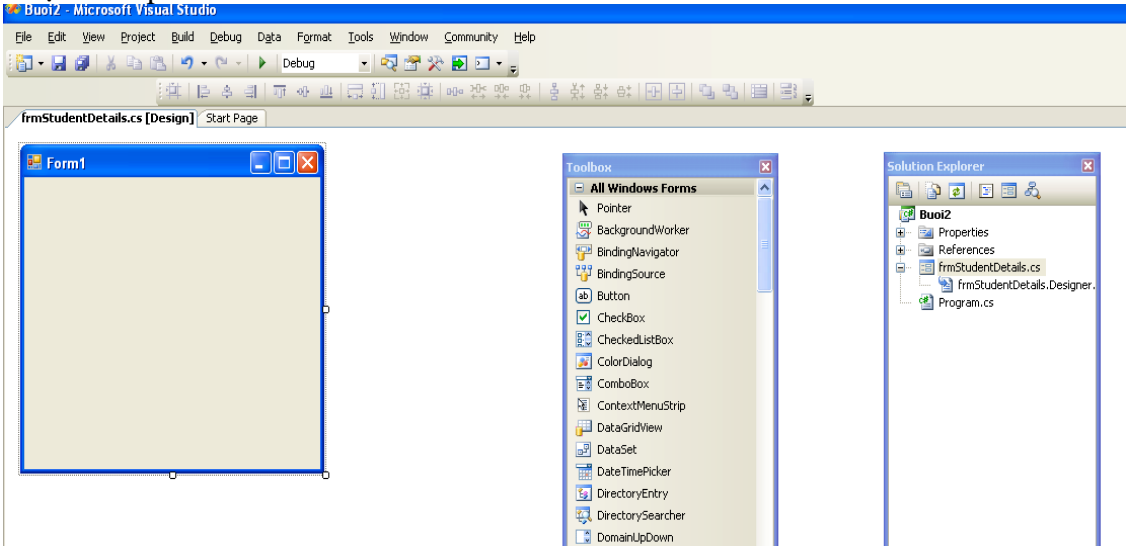 Buoi2 - Microsoft Visual Studio
File Edit View Project Build Debug Data Format Tools Window Community Help
Debug
frmStudentDetails.cs [Design] Start Page
Form1
Toolbox
All Windows Forms
Pointer
BackgroundWorker
BindingNavigator
BindingSource
ab Button
CheckBox
CheckedListBox
ColorDialog
ComboBox
ContextMenuStrip
DataGridView
DataSet
DateTimePicker
DirectoryEntry
DirectorySearcher
DomainUpDown
Solution Explorer
Buoi2
Properties
References
frmStudentDetails.cs
frmStudentDetails.Designer.
Program.cs